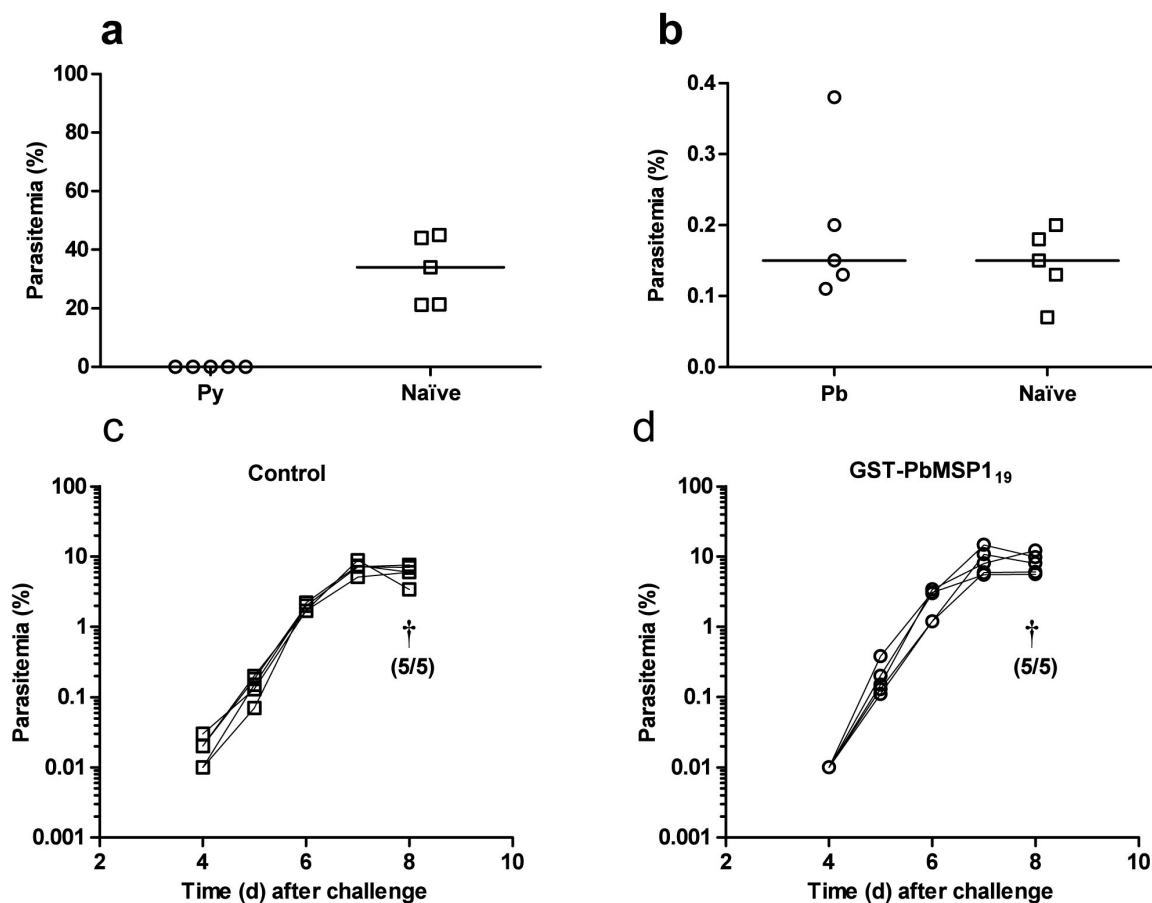 a
100
80
60
40
20
0
Parasitemia (%)
Py Naïve
b
0.4
0.3
0.2
0.1
0.0
Parasitemia (%)
Pb Naïve
c
Control
100
10
1
0.1
0.01
0.001
Parasitemia (%)
†
(5/5)
2 4 6 8 10
Time (d) after challenge
d
GST-PbMSP1₁₉
100
10
1
0.1
0.01
0.001
Parasitemia (%)
†
(5/5)
2 4 6 8 10
Time (d) after challenge